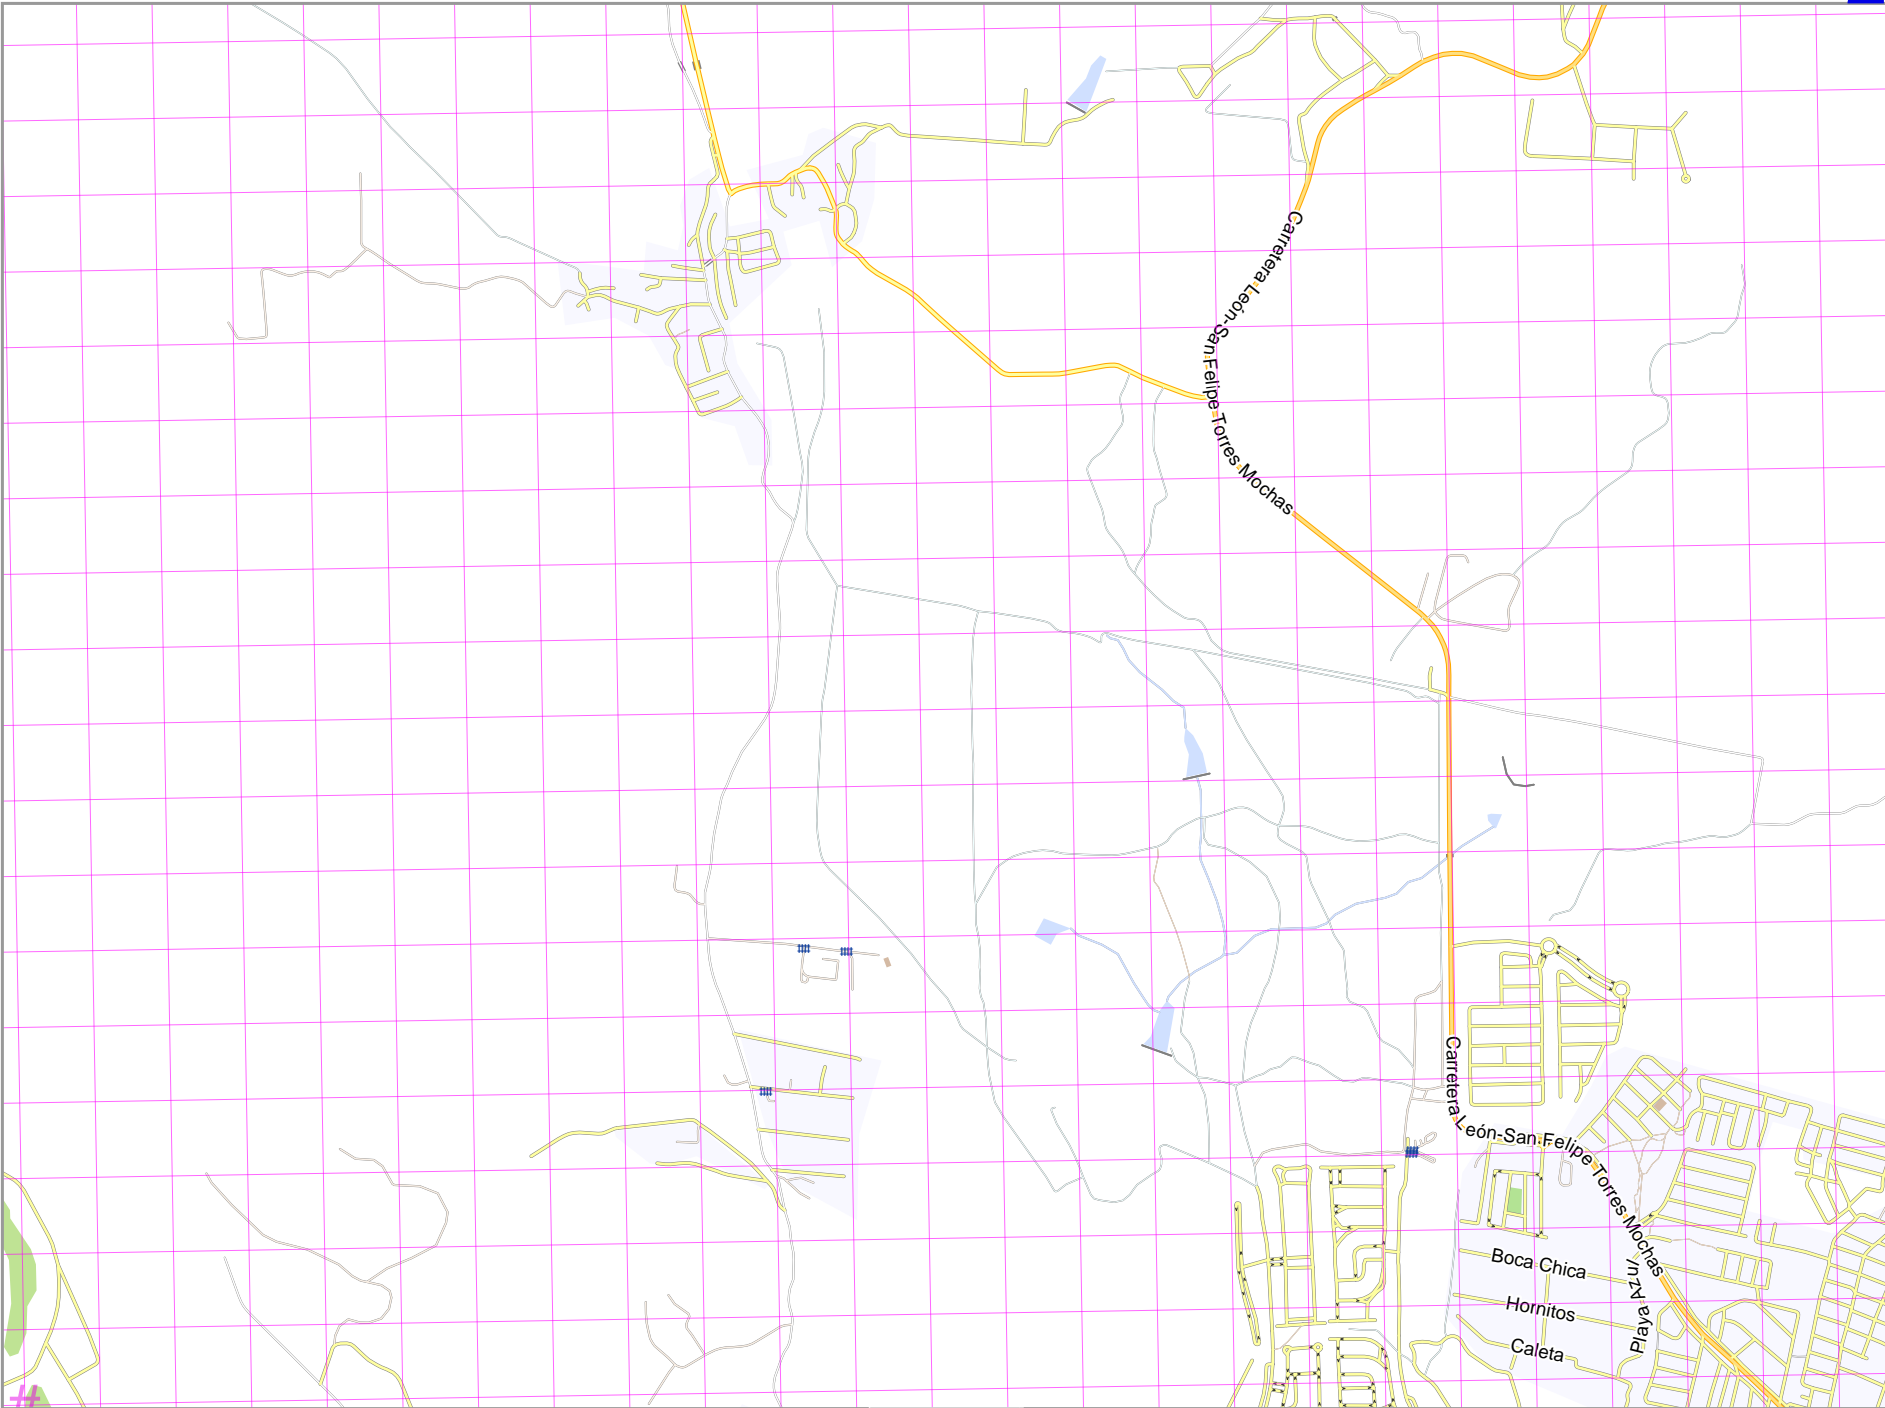 Carretera León-San Felipe Torres Mochas
Carretera León-San Felipe Torres Mochas
Boca Chica
Hornitos
Caleta
Playa Azul